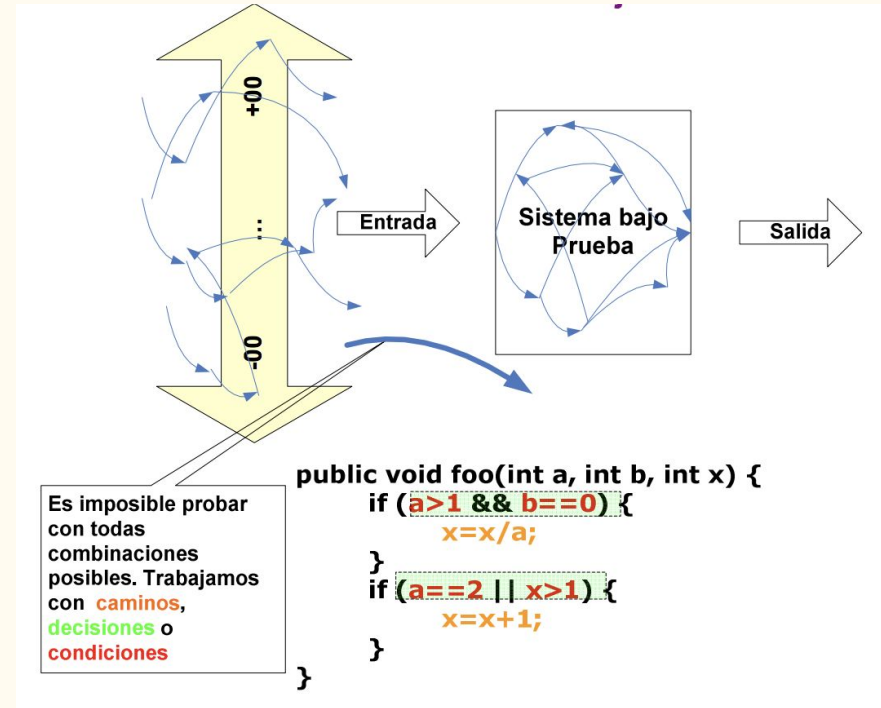 +00
...
-00
Entrada
Sistema bajo
Prueba
Salida
Es imposible probar
con todas
combinaciones
posibles. Trabajamos
con caminos,
decisiones o
condiciones
public void foo(int a, int b, int x) {
if (a>1 && b==0) {
x=x/a;
}
if (a==2 || x>1) {
x=x+1;
}
}